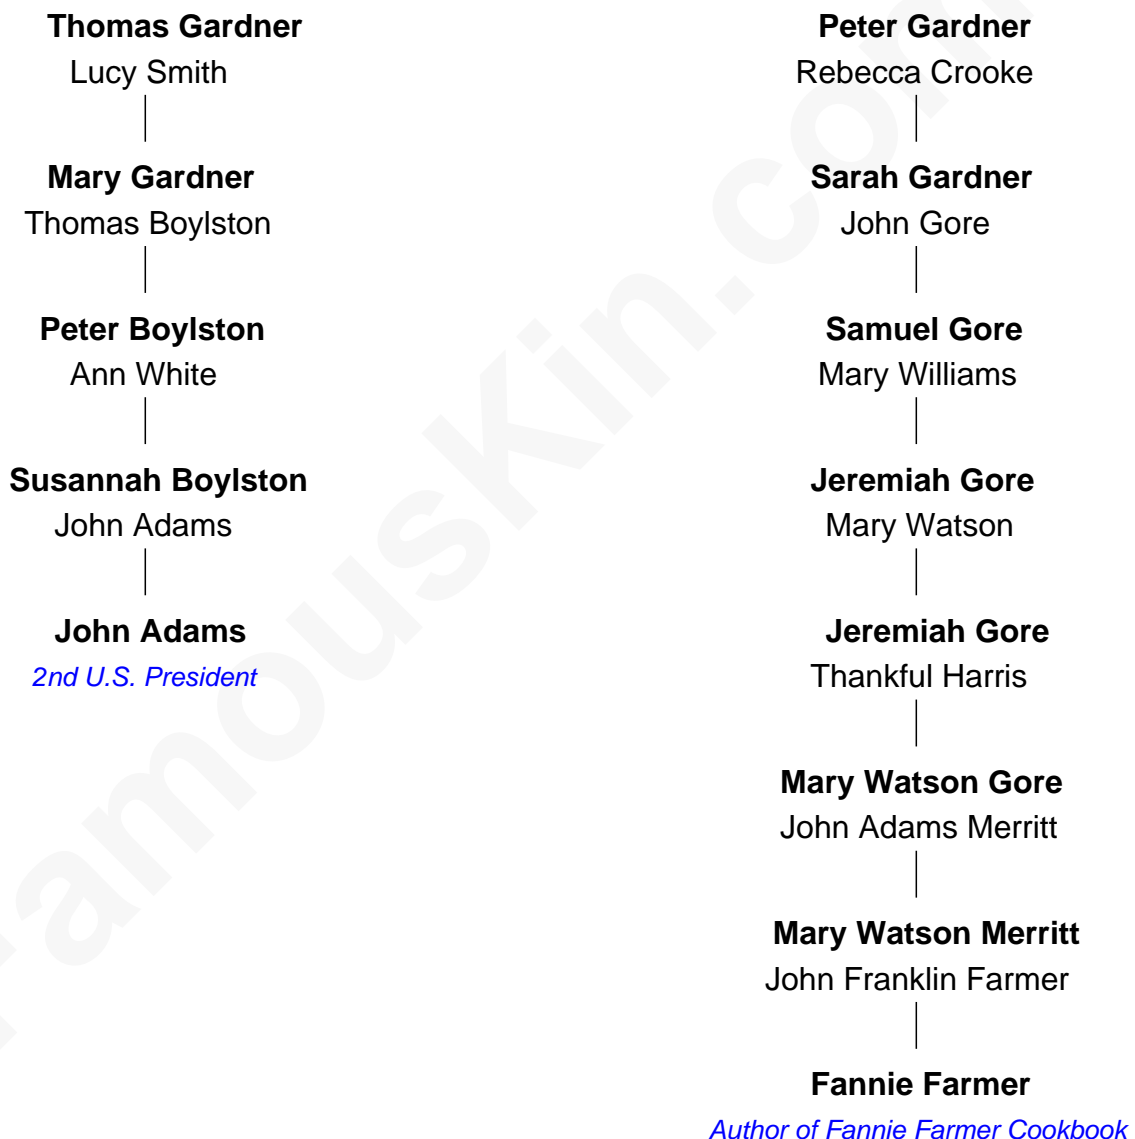 Thomas Gardner
Lucy Smith
Mary Gardner
Thomas Boylston
Peter Boylston
Ann White
Susannah Boylston
John Adams
John Adams
2nd U.S. President
Peter Gardner
Rebecca Crooke
Sarah Gardner
John Gore
Samuel Gore
Mary Williams
Jeremiah Gore
Mary Watson
Jeremiah Gore
Thankful Harris
Mary Watson Gore
John Adams Merritt
Mary Watson Merritt
John Franklin Farmer
Fannie Farmer
Author of Fannie Farmer Cookbook
FamousKin.com